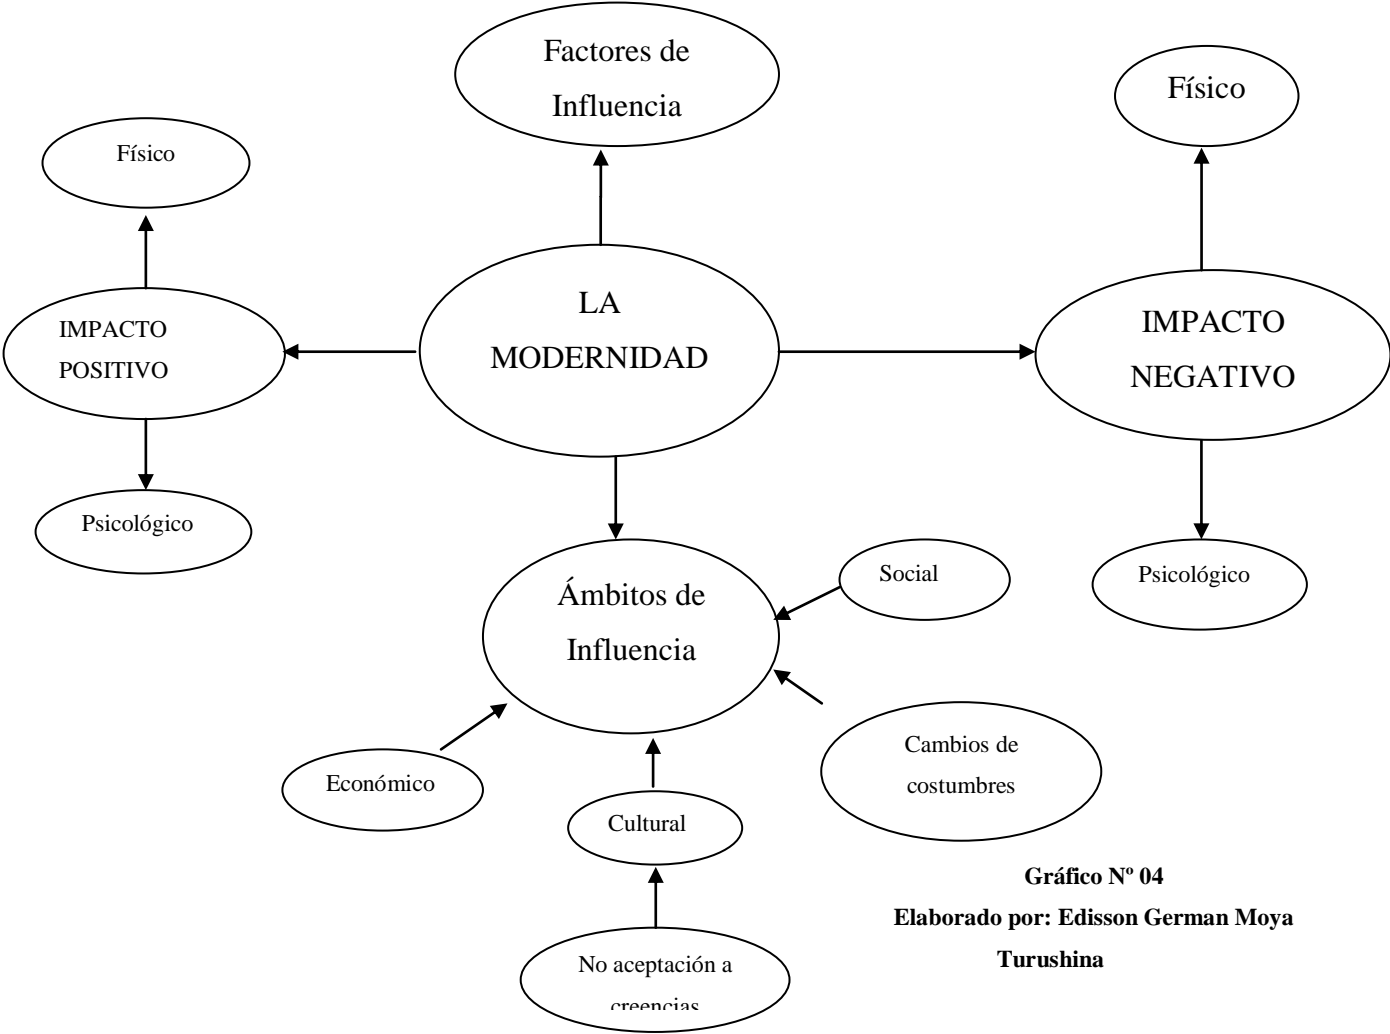 Factores de
Influencia
Físico
Físico
LA
MODERNIDAD
IMPACTO
POSITIVO
IMPACTO
NEGATIVO
Psicológico
Ámbitos de
Influencia
Social
Psicológico
Económico
Cambios de
costumbres
Cultural
No aceptación a
creencias
Gráfico Nº 04
Elaborado por: Edisson German Moya
Turushina